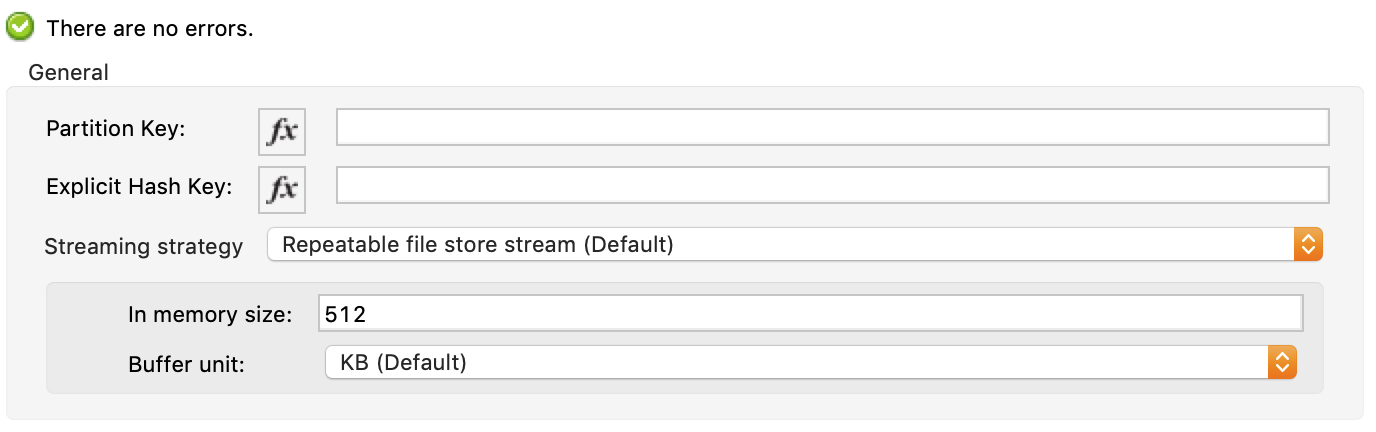 There are no errors.
General
Partition Key: fx
Explicit Hash Key: fx
Streaming strategy Repeatable file store stream (Default)
In memory size: 512
Buffer unit: KB (Default)